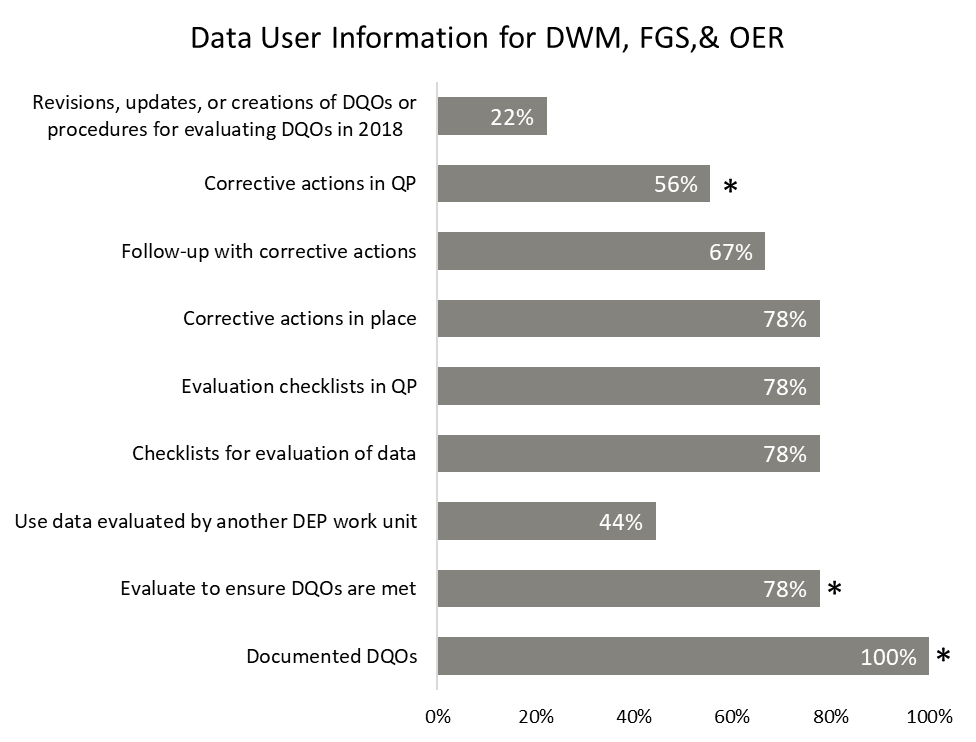 Data User Information for DWM, FGS,& OER
Revisions, updates, or creations of DQOs or
procedures for evaluating DQOs in 2018
22%
Corrective actions in QP
56% *
Follow-up with corrective actions
67%
Corrective actions in place
78%
Evaluation checklists in QP
78%
Checklists for evaluation of data
78%
Use data evaluated by another DEP work unit
44%
Evaluate to ensure DQOs are met
78% *
Documented DQOs
100% *
0% 20% 40% 60% 80% 100%